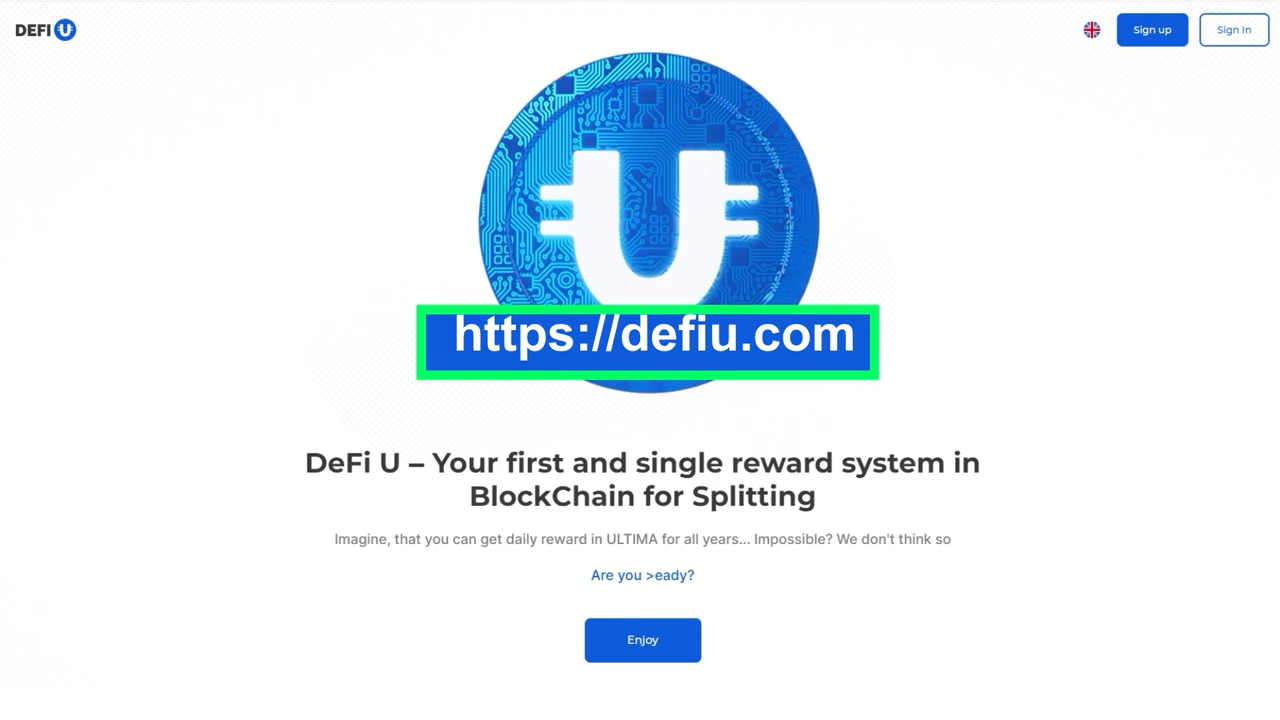 DEFI U
Sign up
Sign In
U
https://defiu.com
DeFi U – Your first and single reward system in
BlockChain for Splitting
Imagine, that you can get daily reward in ULTIMA for all years... Impossible? We don't think so
Are you >eady?
Enjoy